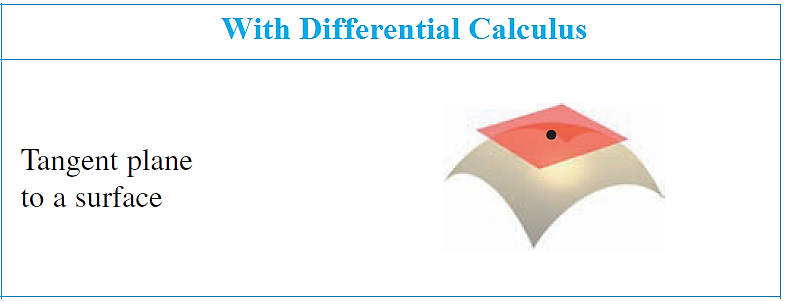 With Differential Calculus
Tangent plane
to a surface